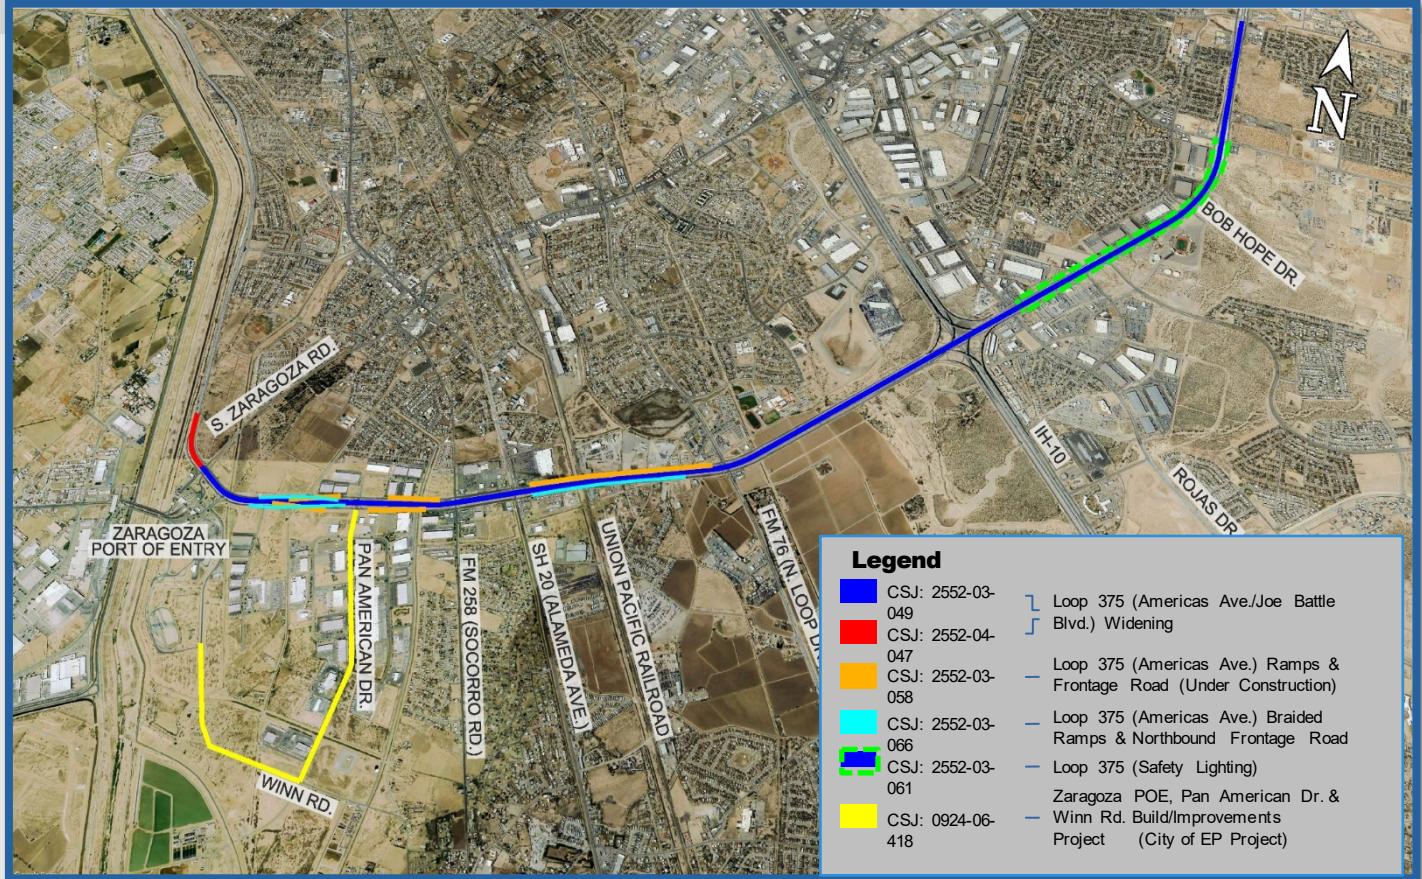 N
BOB HOPE DR.
S. ZARAGOZA RD.
IH-10
ROJAS DR
ZARAGOZA
PORT OF ENTRY
PAN AMERICAN DR.
FM 258 (SOCORRO RD.)
SH 20 (ALAMEDA AVE.)
UNION PACIFIC RAILROAD
FM 76 (N. LOOP DR
WINN RD.
Legend
CSJ: 2552-03-
049
CSJ: 2552-04-
047
Loop 375 (Americas Ave./Joe Battle
Blvd.) Widening
CSJ: 2552-03-
058
Loop 375 (Americas Ave.) Ramps &
Frontage Road (Under Construction)
CSJ: 2552-03-
066
Loop 375 (Americas Ave.) Braided
Ramps & Northbound Frontage Road
CSJ: 2552-03-
061
Loop 375 (Safety Lighting)
CSJ: 0924-06-
418
Zaragoza POE, Pan American Dr. &
Winn Rd. Build/Improvements
Project (City of EP Project)